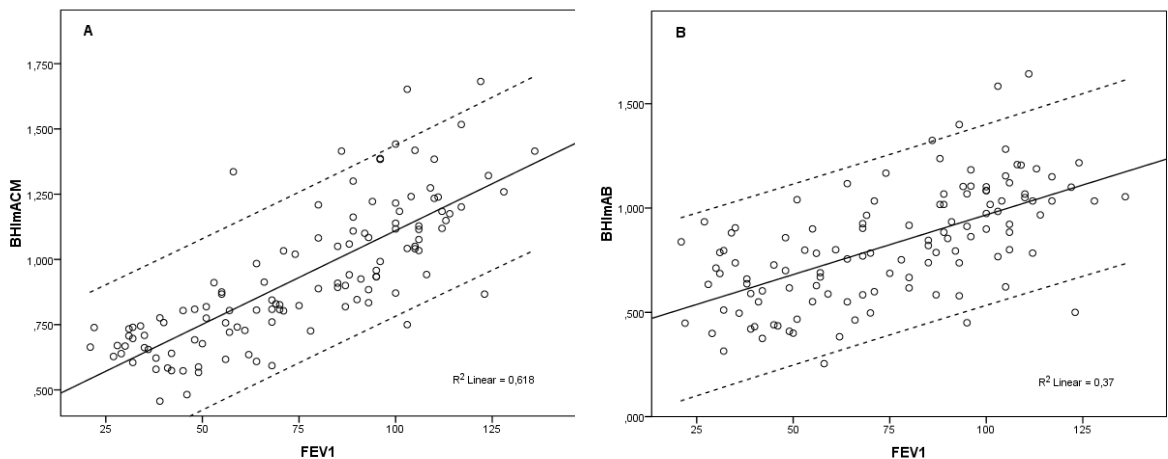 A
BHImACM
1,750
1,500
1,250
1,000
,750
,500
R² Linear = 0,618
25 50 75 100 125
FEV1
B
BHImAB
1,500
1,000
,500
,000
R² Linear = 0,37
25 50 75 100 125
FEV1